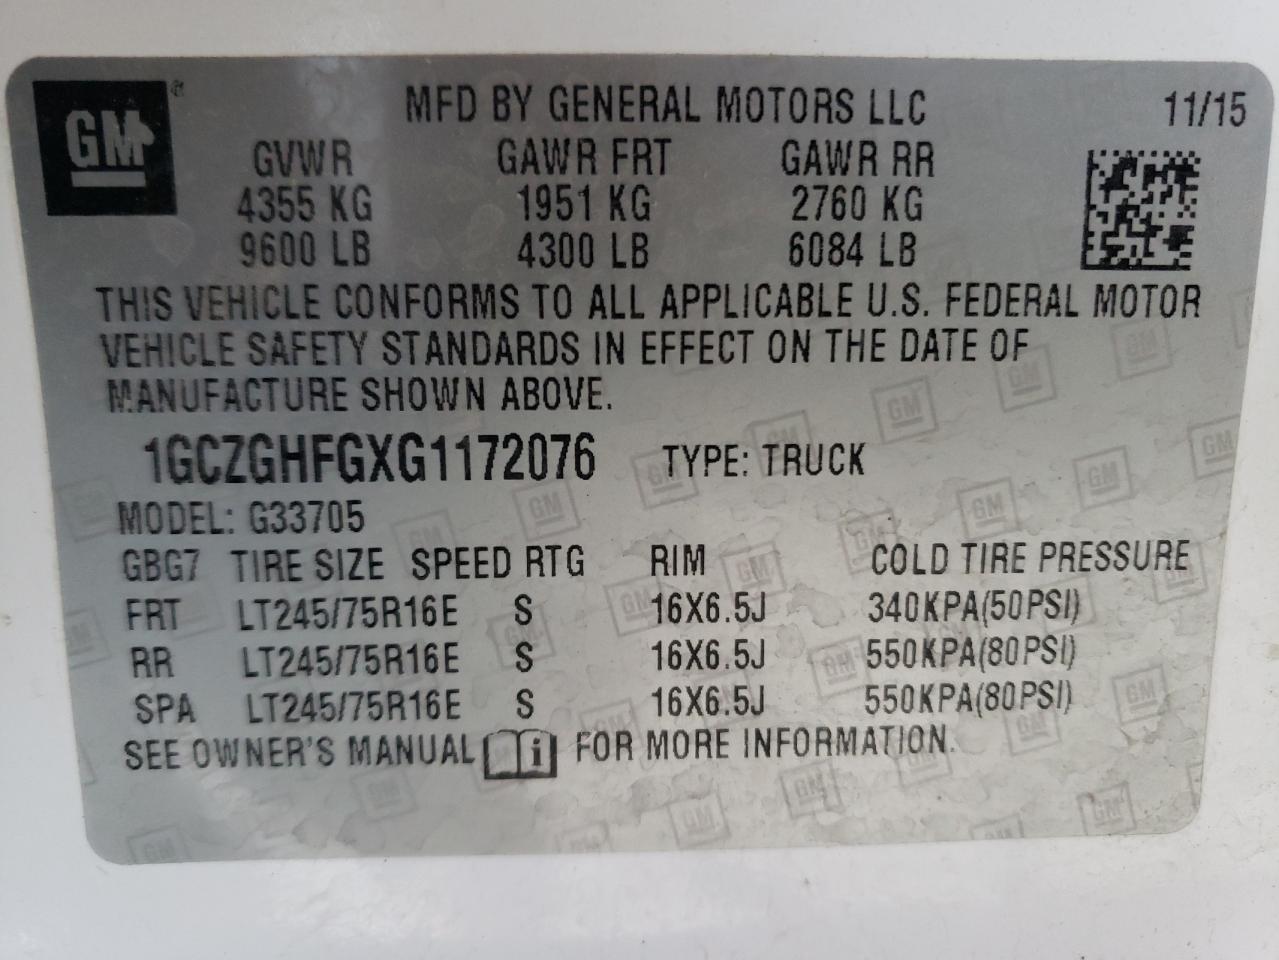 GM
MFD BY GENERAL MOTORS LLC 11/15
GVWR GAWR FRT GAWR RR
4355 KG 1951 KG 2760 KG
9600 LB 4300 LB 6084 LB
THIS VEHICLE CONFORMS TO ALL APPLICABLE U.S. FEDERAL MOTOR
VEHICLE SAFETY STANDARDS IN EFFECT ON THE DATE OF
MANUFACTURE SHOWN ABOVE.
1GCZGHFGXG1172076 TYPE: TRUCK
MODEL: G33705
GBG7 TIRE SIZE SPEED RTG RIM COLD TIRE PRESSURE
FRT LT245/75R16E S 16X6.5J 340KPA(50PSI)
RR LT245/75R16E S 16X6.5J 550KPA(80PSI)
SPA LT245/75R16E S 16X6.5J 550KPA(80PSI)
SEE OWNER'S MANUAL i FOR MORE INFORMATION.